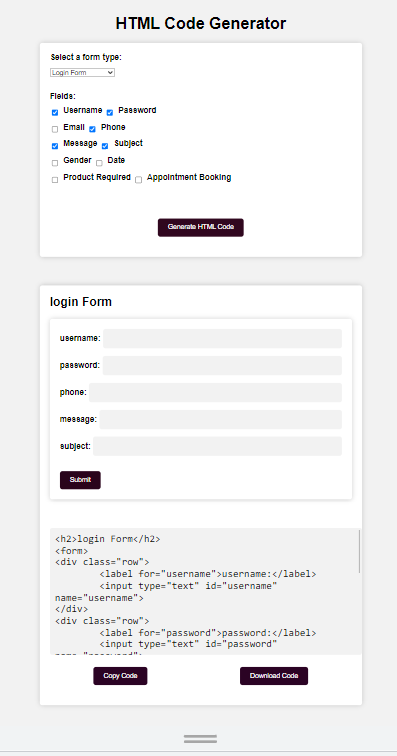 HTML Code Generator
Select a form type:
Login Form
Fields:
Username Password
Email Phone
Message Subject
Gender Date
Product Required Appointment Booking
Generate HTML Code
login Form
username:
password:
phone:
message:
subject:
Submit
<h2>login Form</h2>
<form>
<div class="row">
<label for="username">username:</label>
<input type="text" id="username"
name="username">
</div>
<div class="row">
<label for="password">password:</label>
<input type="text" id="password"
name="password">
Copy Code Download Code